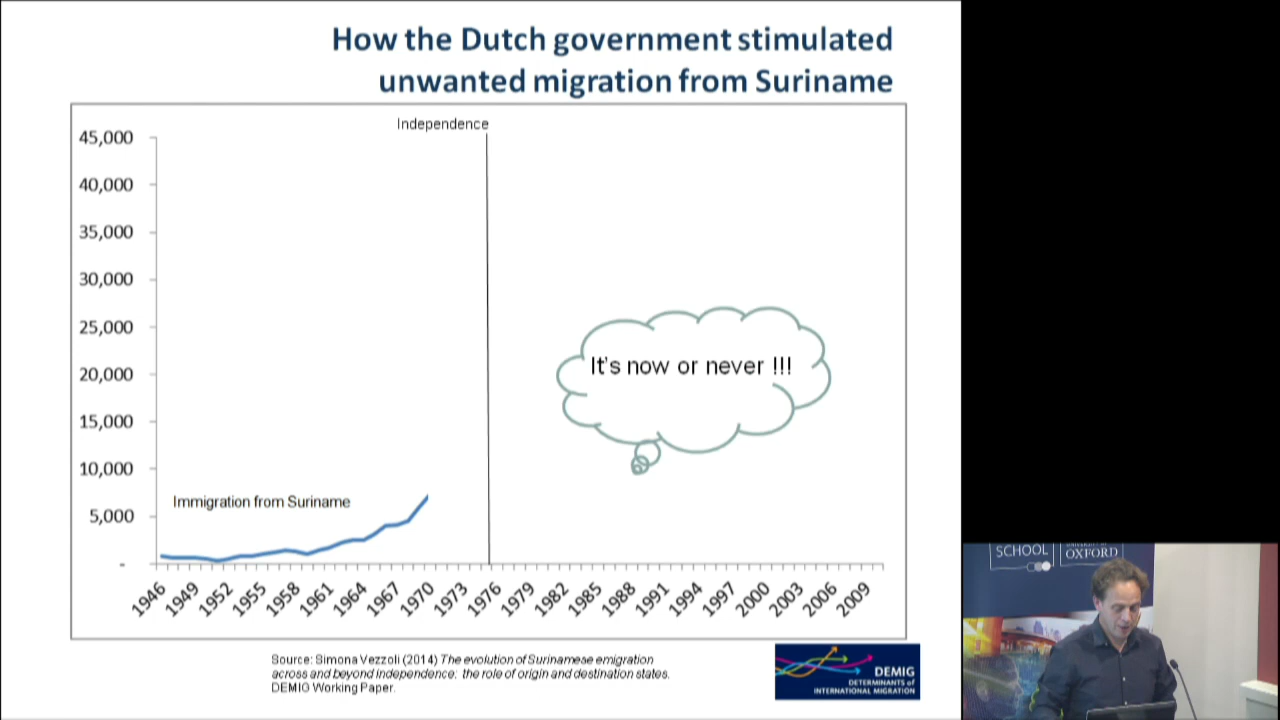 How the Dutch government stimulated
unwanted migration from Suriname
Independence
45,000
40,000
35,000
30,000
25,000
20,000
15,000
10,000
5,000
-
It's now or never !!!
Immigration from Suriname
1946
1949
1952
1955
1958
1961
1964
1967
1970
1973
1976
1979
1982
1985
1988
1991
1994
1997
2000
2003
2006
2009
Source: Simona Vezzoli (2014) The evolution of Surinamese emigration
across and beyond independence: the role of origin and destination states.
DEMIG Working Paper.
DEMIG
DETERMINANTS of
INTERNATIONAL MIGRATION
SCHOOL
OXFORD